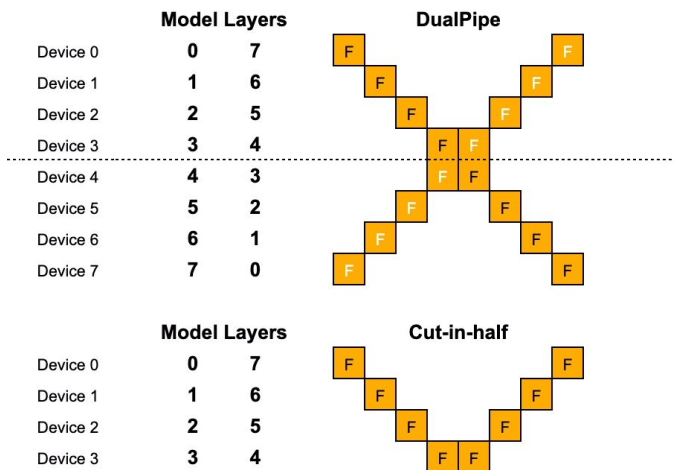 Model Layers DualPipe
Device 0 0 7 F F
Device 1 1 6 F F
Device 2 2 5 F F
Device 3 3 4 F F
Device 4 4 3 F F
Device 5 5 2 F F
Device 6 6 1 F F
Device 7 7 0 F F
Model Layers Cut-in-half
Device 0 0 7 F F
Device 1 1 6 F F
Device 2 2 5 F F
Device 3 3 4 F F